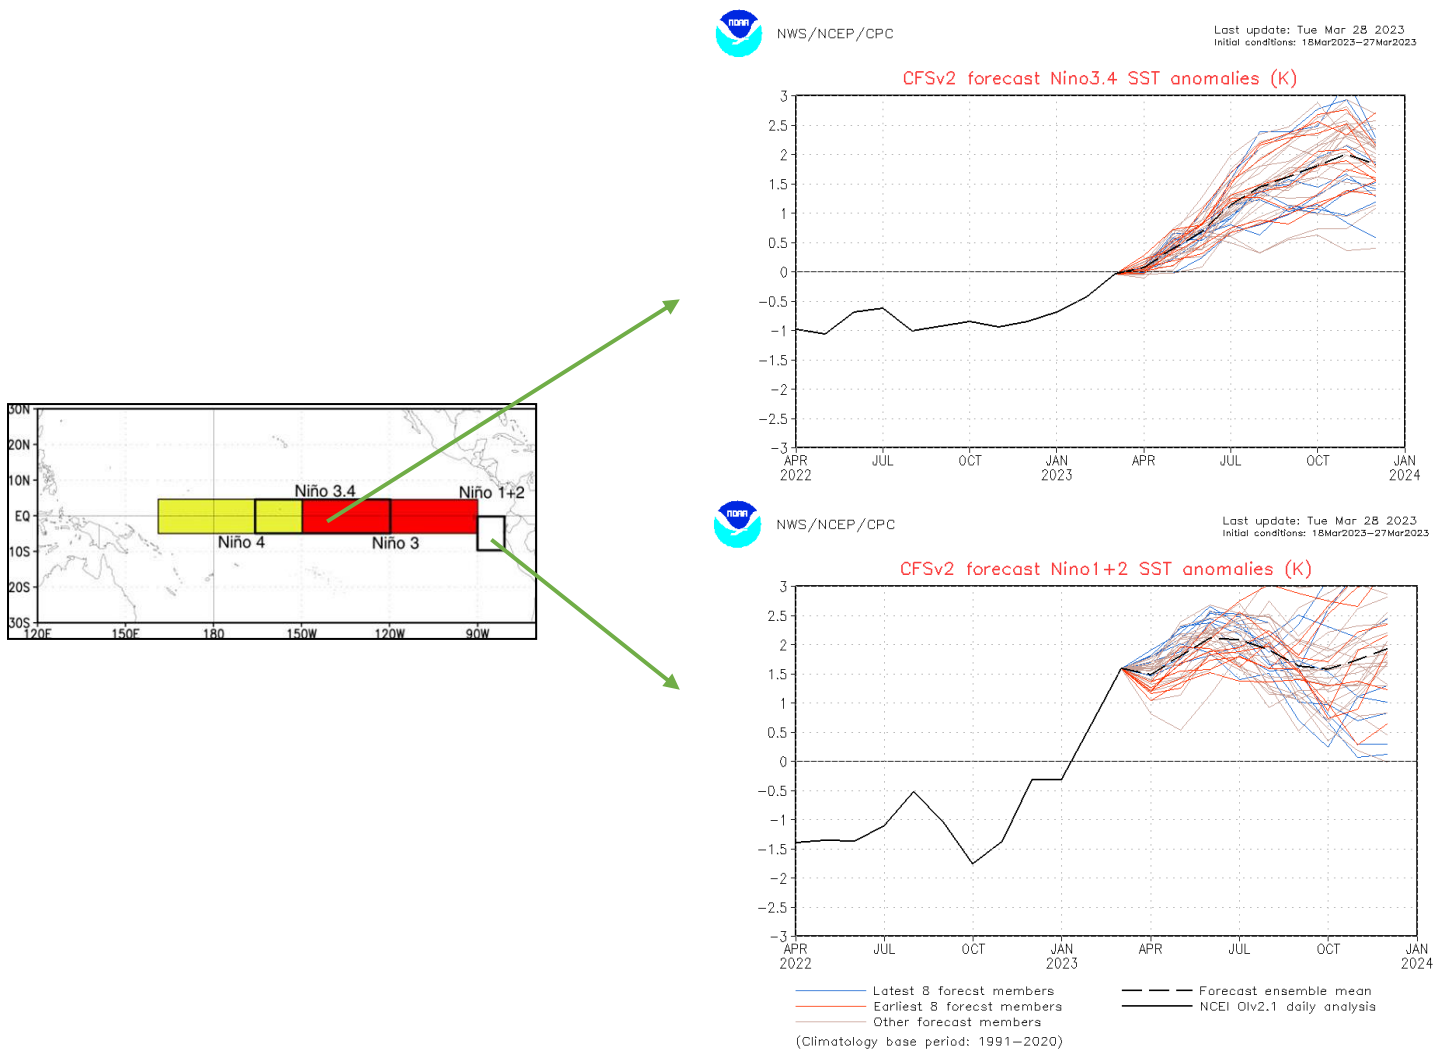 30N
20N
10N
EQ
10S
20S
30S
120E 150E 180 150W 120W 90W
Niño 3.4
Niño 1+2
Niño 4
Niño 3
NOAA
NWS/NCEP/CPC
Last update: Tue Mar 28 2023
Initial conditions: 18Mar2023–27Mar2023
CFSv2 forecast Nino3.4 SST anomalies (K)
3
2.5
2
1.5
1
0.5
0
−0.5
−1
−1.5
−2
−2.5
−3
APR JUL OCT JAN APR JUL OCT JAN
2022 2023 2024
NOAA
NWS/NCEP/CPC
Last update: Tue Mar 28 2023
Initial conditions: 18Mar2023–27Mar2023
CFSv2 forecast Nino1+2 SST anomalies (K)
3
2.5
2
1.5
1
0.5
0
−0.5
−1
−1.5
−2
−2.5
−3
APR JUL OCT JAN APR JUL OCT JAN
2022 2023 2024
Latest 8 forecst members
Earliest 8 forecst members
Other forecast members
Forecast ensemble mean
NCEI OIv2.1 daily analysis
(Climatology base period: 1991–2020)